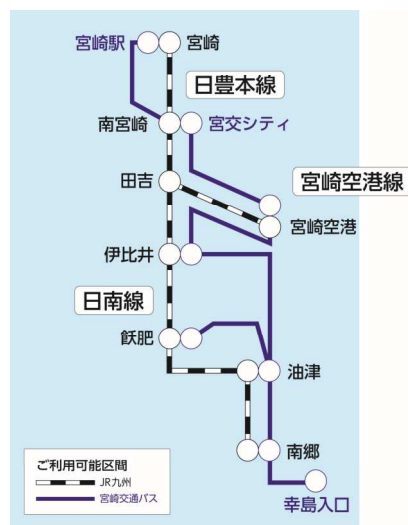 宮崎駅
宮崎
日豊本線
南宮崎
宮交シティ
田吉
宮崎空港線
宮崎空港
伊比井
日南線
飫肥
油津
南郷
幸島入口
ご利用可能区間
JR九州
宮崎交通バス